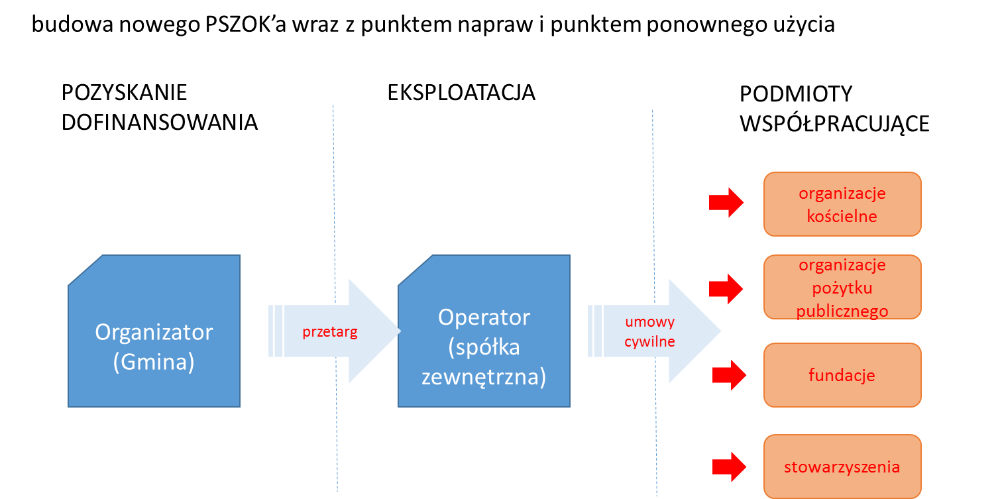 budowa nowego PSZOK’a wraz z punktem napraw i punktem ponownego użycia
POZYSKANIE
DOFINANSOWANIA
EKSPLOATACJA
PODMIOTY
WSPÓŁPRACUJĄCE
Organizator
(Gmina)
przetarg
Operator
(spółka
zewnętrzna)
umowy
cywilne
organizacje
kościelne
organizacje
pożytku
publicznego
fundacje
stowarzyszenia